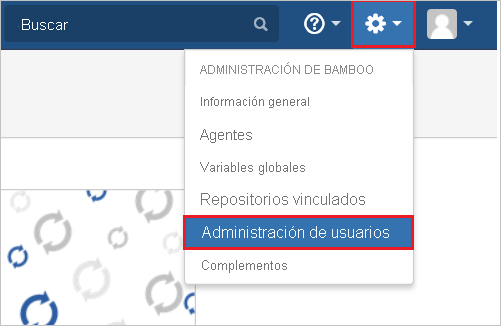 Buscar
ADMINISTRACIÓN DE BAMBOO
Información general
Agentes
Variables globales
Repositorios vinculados
Administración de usuarios
Complementos